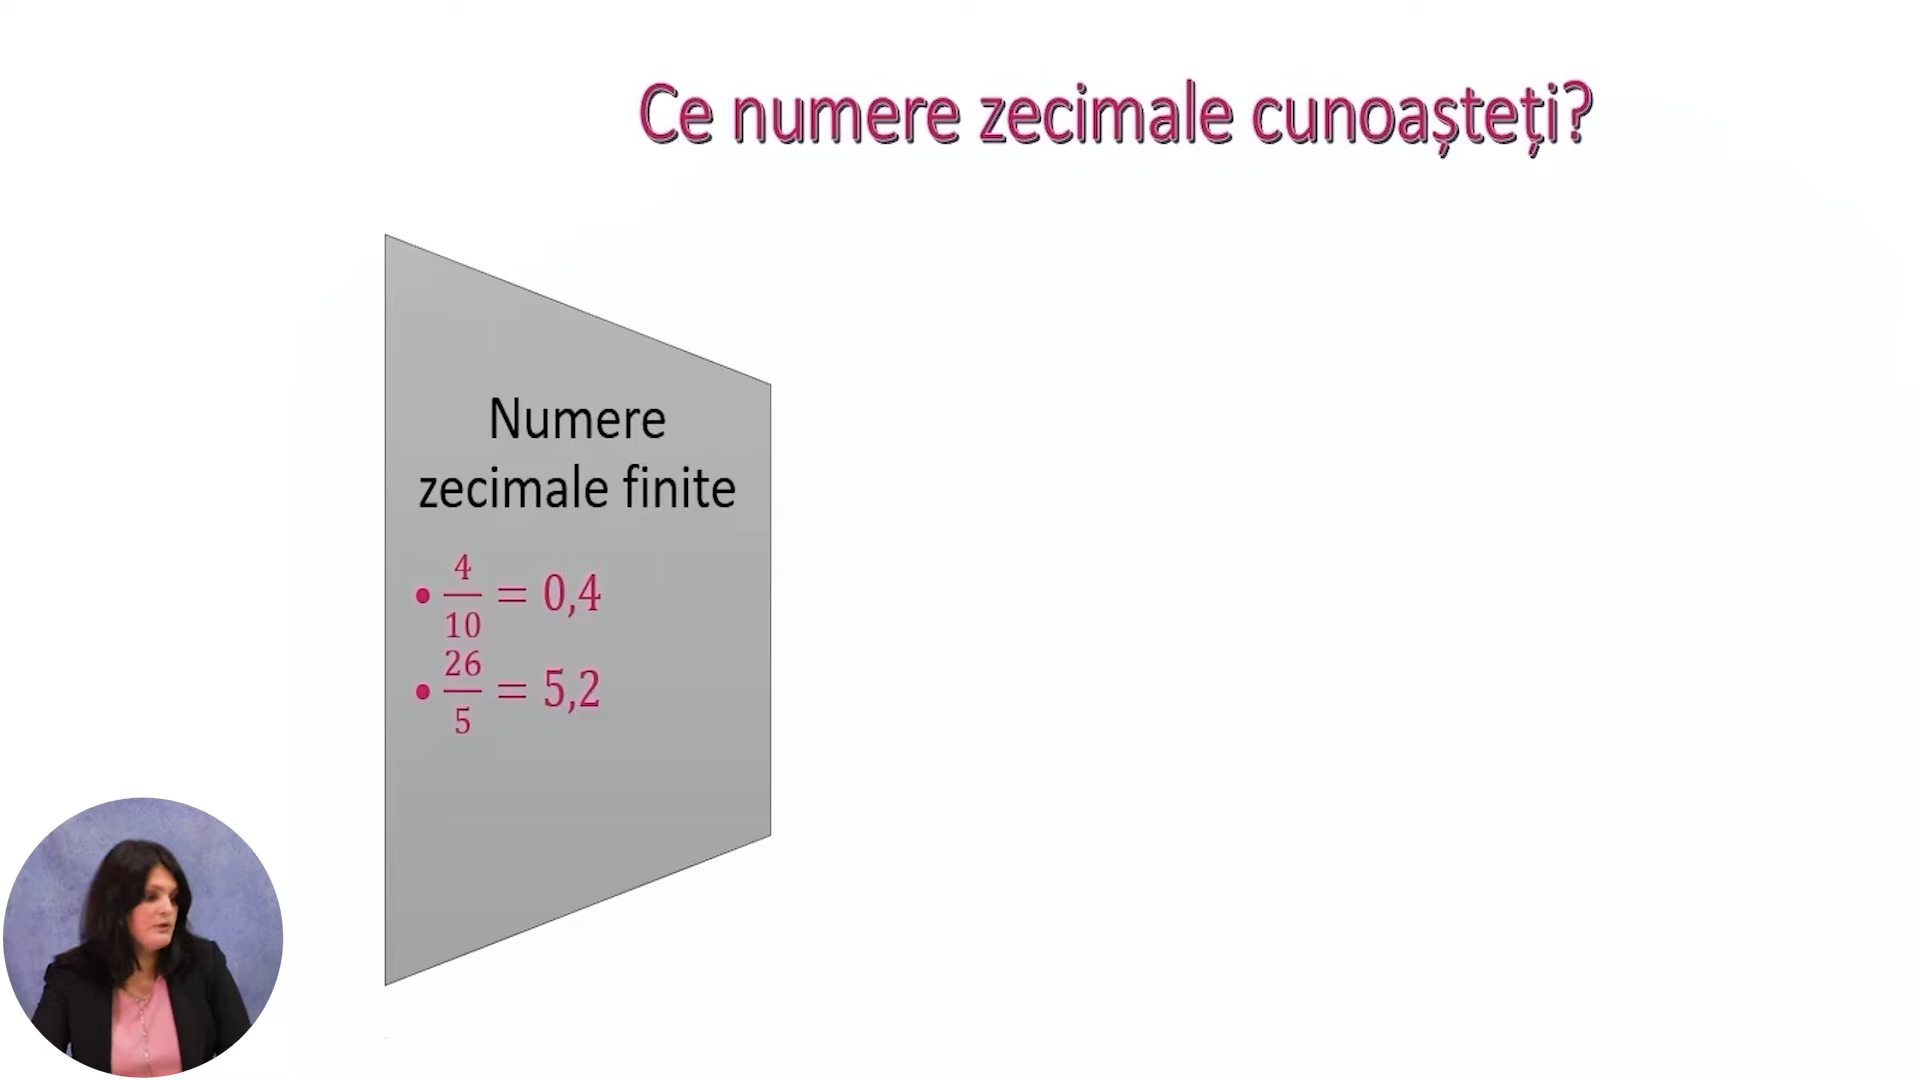 Ce numere zecimale cunoașteți?
Numere
zecimale finite
• 4/10 = 0,4
• 26/5 = 5,2